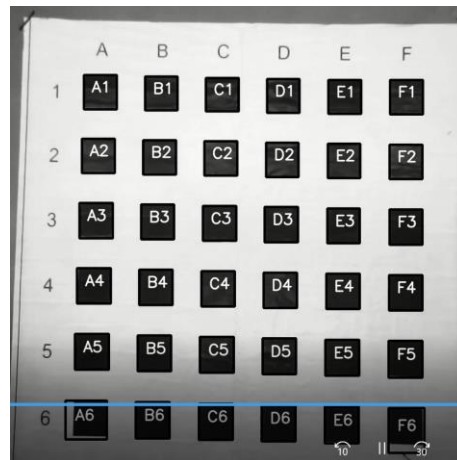 A B C D E F
1 A1 B1 C1 D1 E1 F1
2 A2 B2 C2 D2 E2 F2
3 A3 B3 C3 D3 E3 F3
4 A4 B4 C4 D4 E4 F4
5 A5 B5 C5 D5 E5 F5
6 A6 B6 C6 D6 E6 F6
10 30